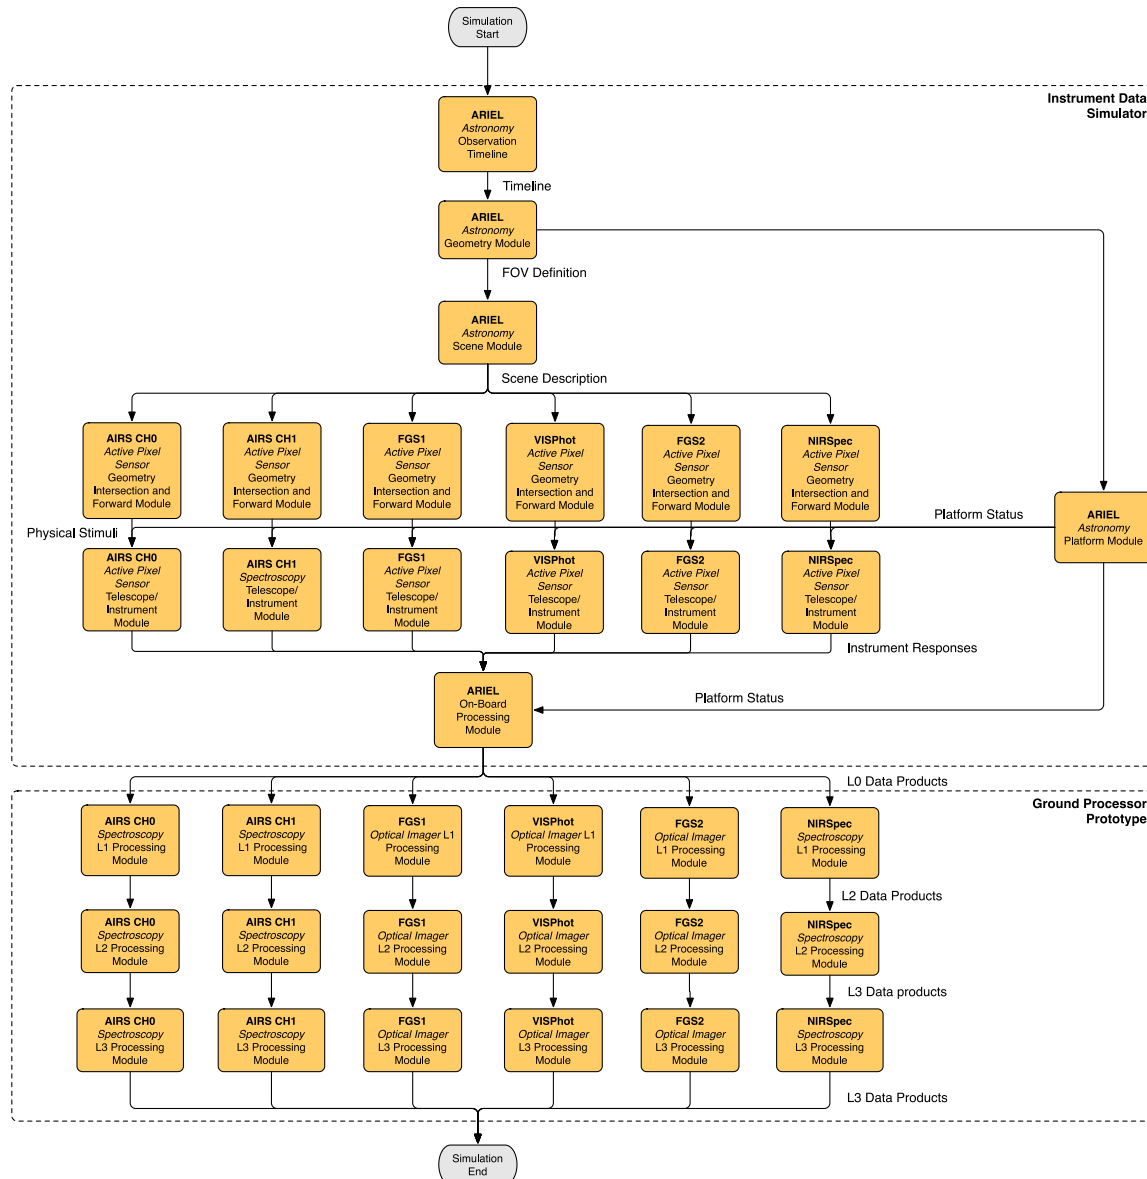 Simulation
Start
Instrument Data
Simulator
ARIEL
Astronomy
Observation
Timeline
Timeline
ARIEL
Astronomy
Geometry Module
FOV Definition
ARIEL
Astronomy
Scene Module
Scene Description
AIRS CH0
Active Pixel
Sensor
Geometry
Intersection and
Forward Module
AIRS CH1
Active Pixel
Sensor
Geometry
Intersection and
Forward Module
FGS1
Active Pixel
Sensor
Geometry
Intersection and
Forward Module
VISPhot
Active Pixel
Sensor
Geometry
Intersection and
Forward Module
FGS2
Active Pixel
Sensor
Geometry
Intersection and
Forward Module
NIRSpec
Active Pixel
Sensor
Geometry
Intersection and
Forward Module
Physical Stimuli
Platform Status
ARIEL
Astronomy
Platform Module
AIRS CH0
Active Pixel
Sensor
Telescope/
Instrument
Module
AIRS CH1
Spectroscopy
Telescope/
Instrument
Module
FGS1
Active Pixel
Sensor
Telescope/
Instrument
Module
VISPhot
Active Pixel
Sensor
Telescope/
Instrument
Module
FGS2
Active Pixel
Sensor
Telescope/
Instrument
Module
NIRSpec
Active Pixel
Sensor
Telescope/
Instrument
Module
Instrument Responses
ARIEL
On-Board
Processing
Module
Platform Status
L0 Data Products
Ground Processor
Prototype
AIRS CH0
Spectroscopy
L1 Processing
Module
AIRS CH1
Spectroscopy
L1 Processing
Module
FGS1
Optical Imager L1
Processing
Module
VISPhot
Optical Imager L1
Processing
Module
FGS2
Optical Imager
L1 Processing
Module
NIRSpec
Spectroscopy
L1 Processing
Module
L2 Data Products
AIRS CH0
Spectroscopy
L2 Processing
Module
AIRS CH1
Spectroscopy
L2 Processing
Module
FGS1
Optical Imager
L2 Processing
Module
VISPhot
Optical Imager
L2 Processing
Module
FGS2
Optical Imager
L2 Processing
Module
NIRSpec
Spectroscopy
L2 Processing
Module
L3 Data products
AIRS CH0
Spectroscopy
L3 Processing
Module
AIRS CH1
Spectroscopy
L3 Processing
Module
FGS1
Optical Imager
L3 Processing
Module
VISPhot
Optical Imager
L3 Processing
Module
FGS2
Optical Imager
L3 Processing
Module
NIRSpec
Spectroscopy
L3 Processing
Module
L3 Data Products
Simulation
End